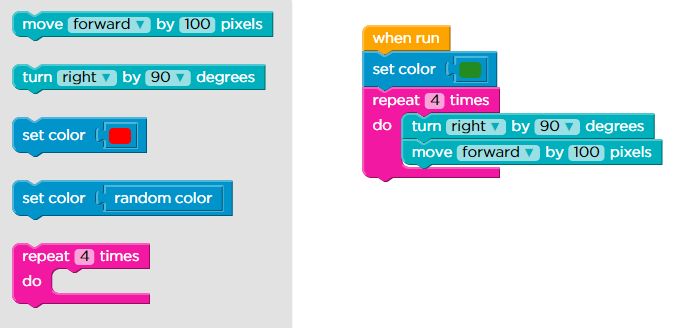 move forward ▼ by 100 pixels
turn right ▼ by 90 ▼ degrees
set color
set color random color
repeat 4 times
do
when run
set color
repeat 4 times
do turn right ▼ by 90 ▼ degrees
move forward ▼ by 100 pixels